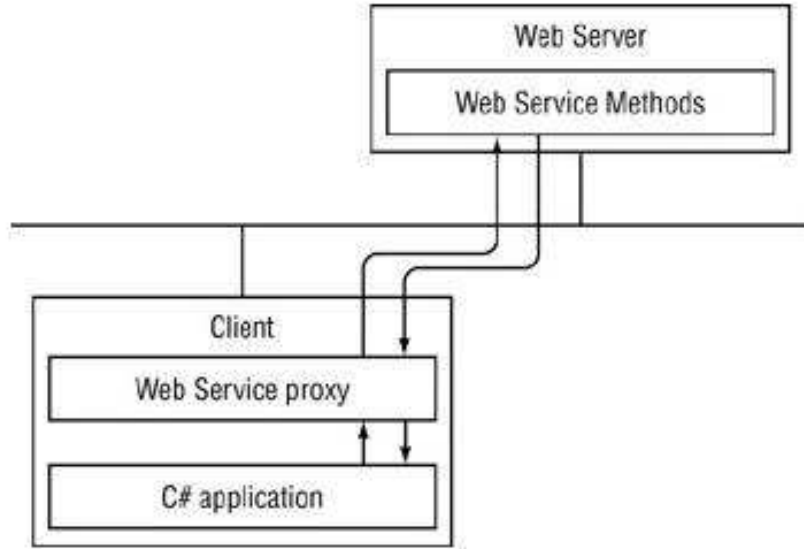 Web Server
Web Service Methods
Client
Web Service proxy
C# application